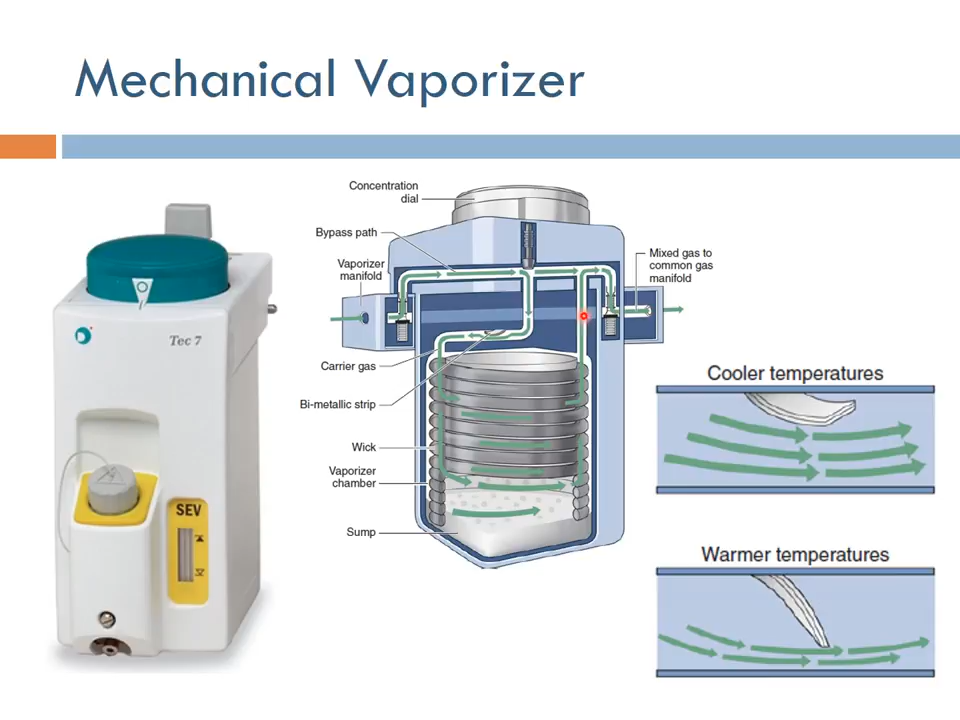 Mechanical Vaporizer
Concentration
dial
Bypass path
Vaporizer
manifold
Mixed gas to
common gas
manifold
Carrier gas
Bi-metallic strip
Wick
Vaporizer
chamber
Sump
Tec 7
SEV
Cooler temperatures
Warmer temperatures